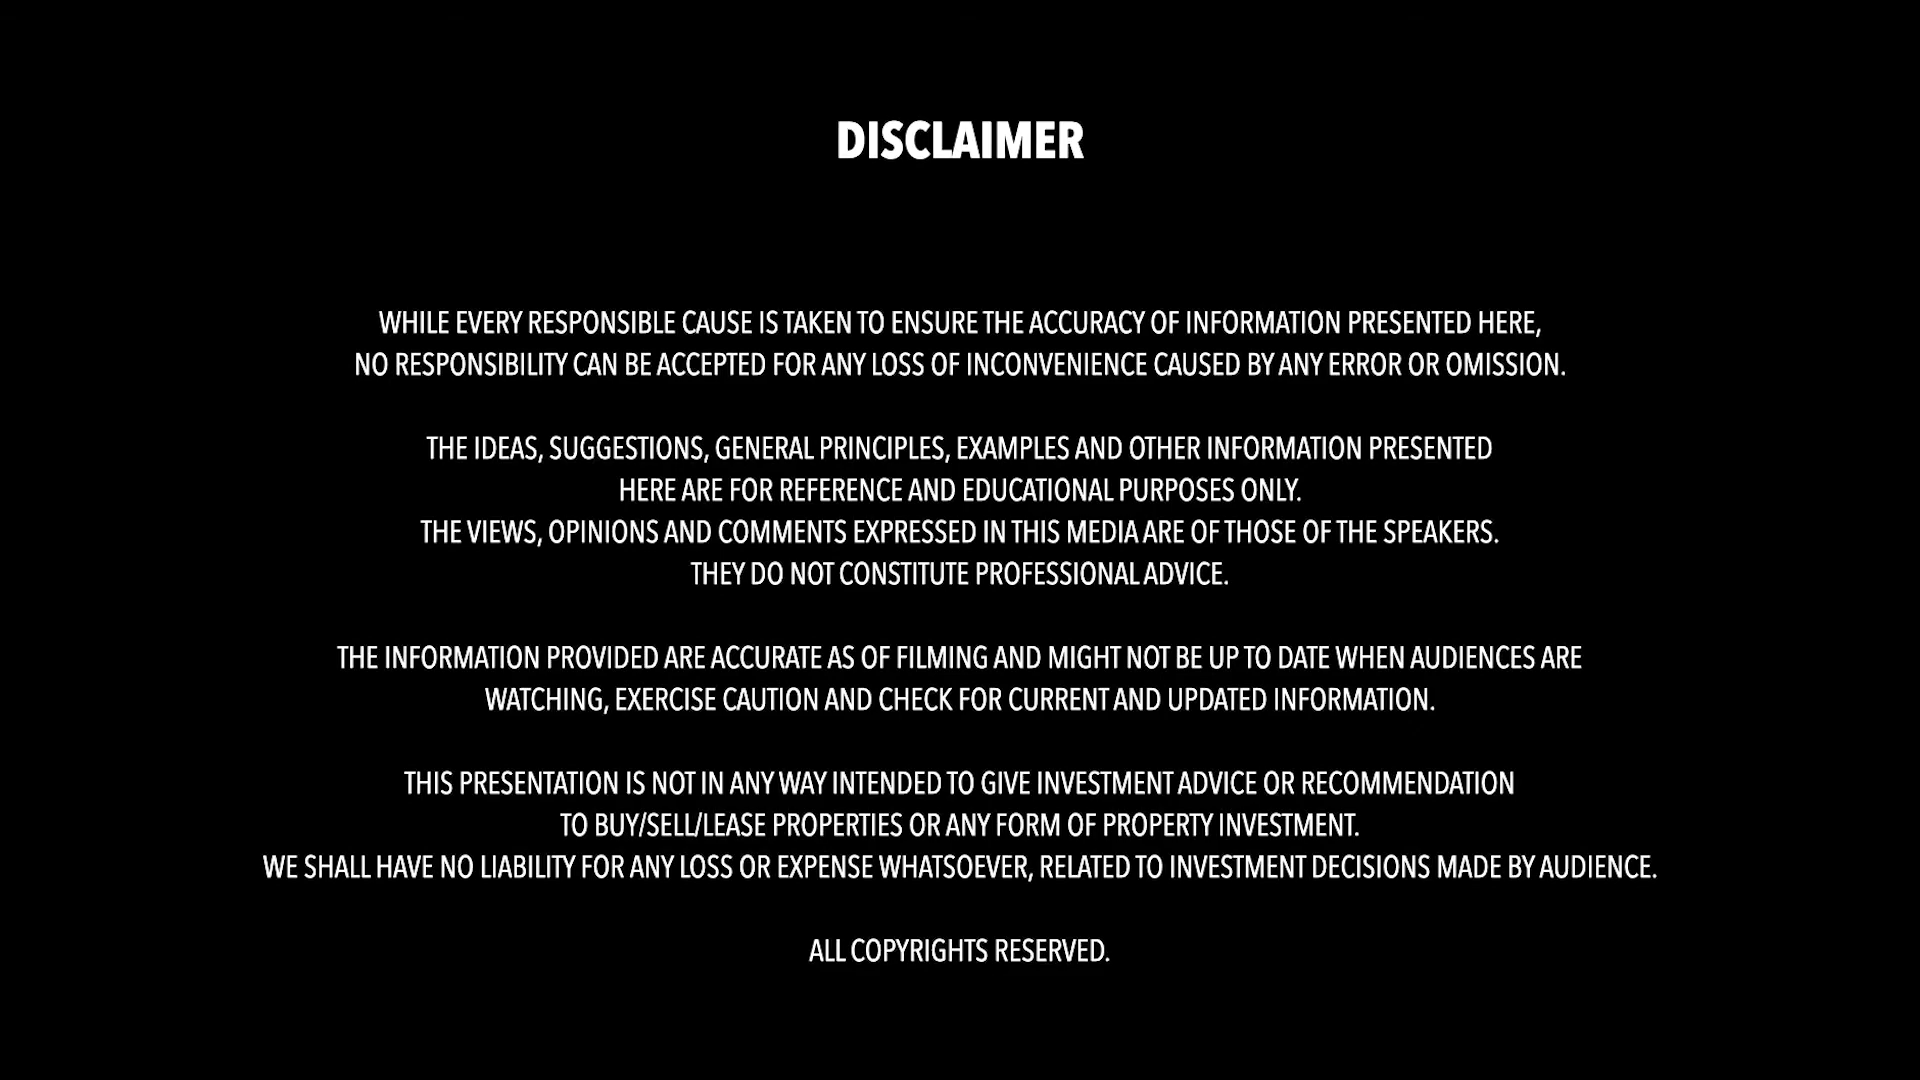 DISCLAIMER
WHILE EVERY RESPONSIBLE CAUSE IS TAKEN TO ENSURE THE ACCURACY OF INFORMATION PRESENTED HERE,
NO RESPONSIBILITY CAN BE ACCEPTED FOR ANY LOSS OF INCONVENIENCE CAUSED BY ANY ERROR OR OMISSION.
THE IDEAS, SUGGESTIONS, GENERAL PRINCIPLES, EXAMPLES AND OTHER INFORMATION PRESENTED
HERE ARE FOR REFERENCE AND EDUCATIONAL PURPOSES ONLY.
THE VIEWS, OPINIONS AND COMMENTS EXPRESSED IN THIS MEDIA ARE OF THOSE OF THE SPEAKERS.
THEY DO NOT CONSTITUTE PROFESSIONAL ADVICE.
THE INFORMATION PROVIDED ARE ACCURATE AS OF FILMING AND MIGHT NOT BE UP TO DATE WHEN AUDIENCES ARE
WATCHING, EXERCISE CAUTION AND CHECK FOR CURRENT AND UPDATED INFORMATION.
THIS PRESENTATION IS NOT IN ANY WAY INTENDED TO GIVE INVESTMENT ADVICE OR RECOMMENDATION
TO BUY/SELL/LEASE PROPERTIES OR ANY FORM OF PROPERTY INVESTMENT.
WE SHALL HAVE NO LIABILITY FOR ANY LOSS OR EXPENSE WHATSOEVER, RELATED TO INVESTMENT DECISIONS MADE BY AUDIENCE.
ALL COPYRIGHTS RESERVED.